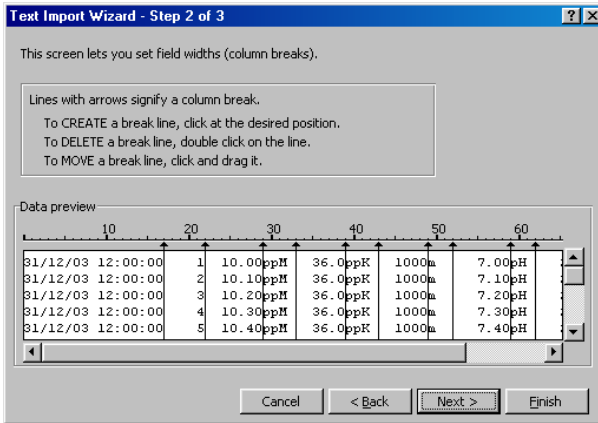 Text Import Wizard - Step 2 of 3
This screen lets you set field widths (column breaks).
Lines with arrows signify a column break.
To CREATE a break line, click at the desired position.
To DELETE a break line, double click on the line.
To MOVE a break line, click and drag it.
Data preview
10 20 30 40 50 60
31/12/03 12:00:00 1 10.00ppM 36.0ppK 1000m 7.00pH
31/12/03 12:00:00 2 10.10ppM 36.0ppK 1000m 7.10pH
31/12/03 12:00:00 3 10.20ppM 36.0ppK 1000m 7.20pH
31/12/03 12:00:00 4 10.30ppM 36.0ppK 1000m 7.30pH
31/12/03 12:00:00 5 10.40ppM 36.0ppK 1000m 7.40pH
Cancel < Back Next > Finish